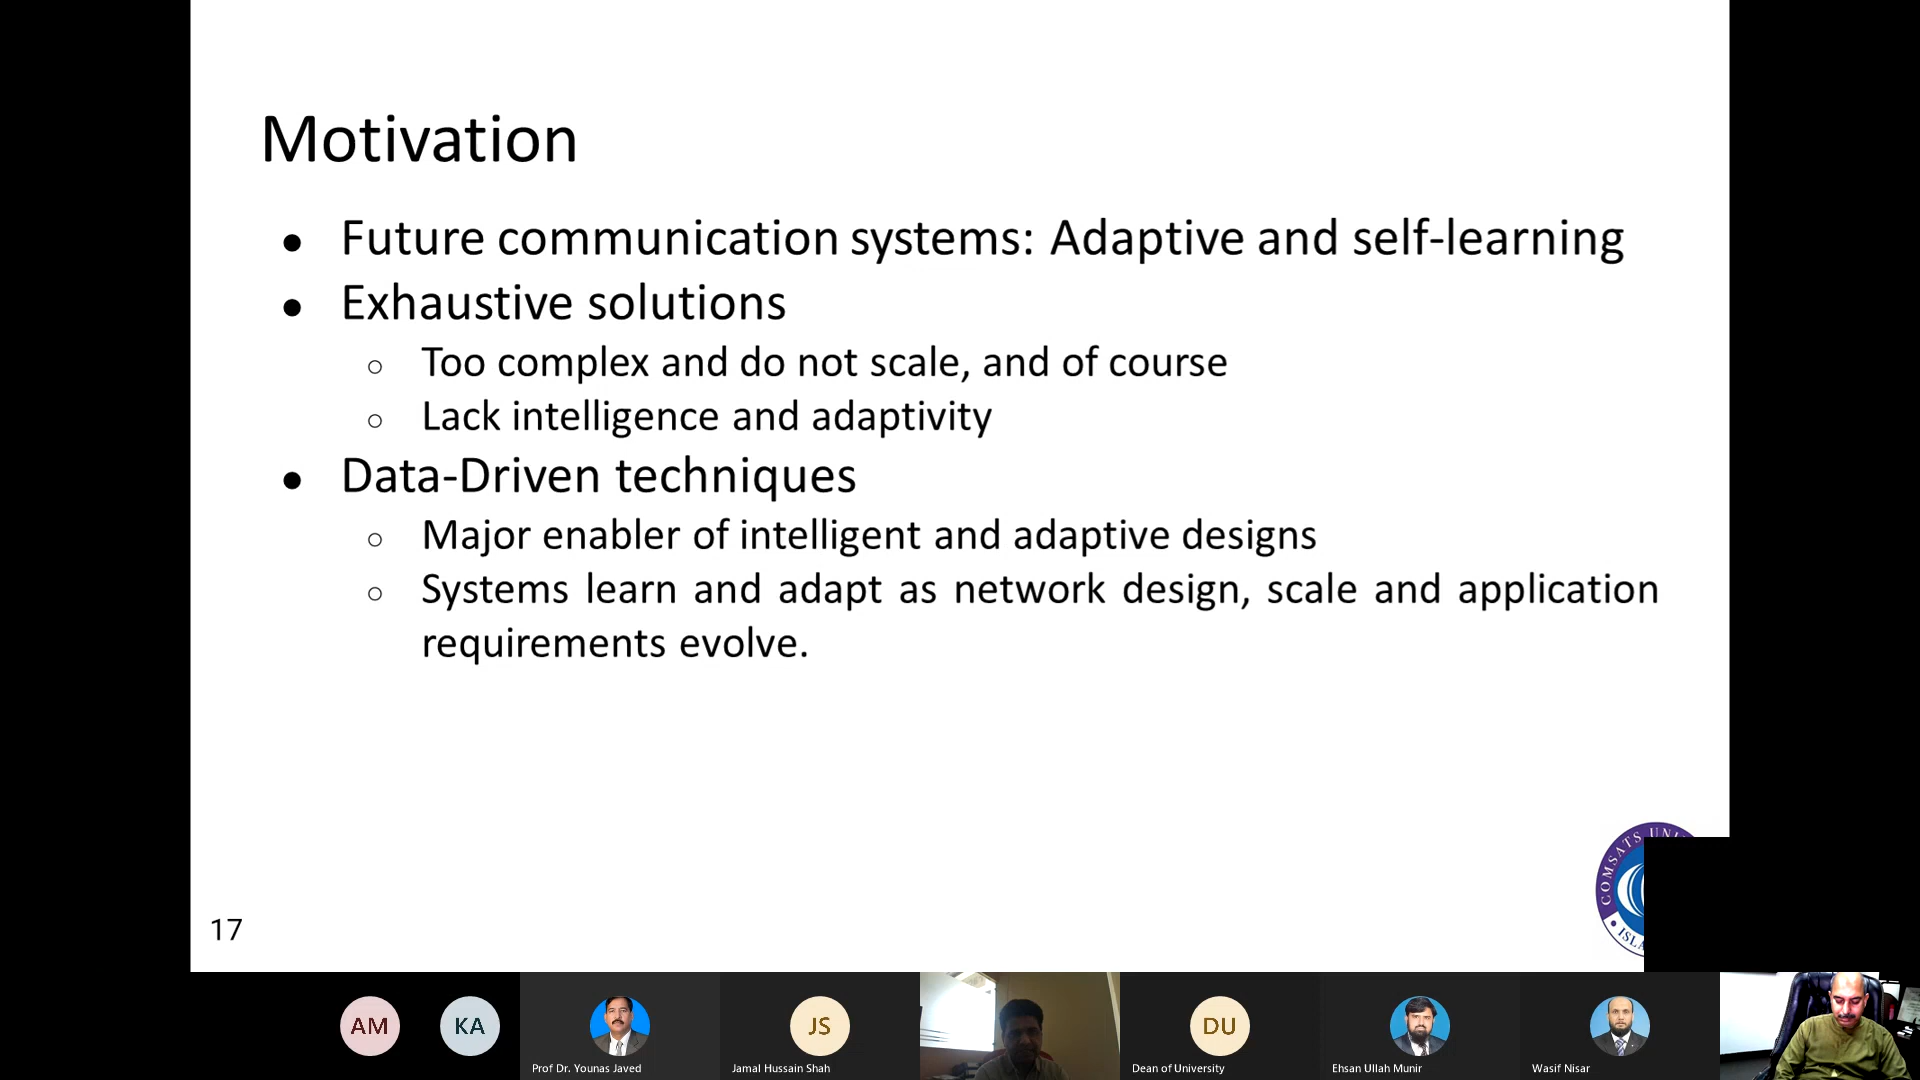 Motivation
● Future communication systems: Adaptive and self-learning
● Exhaustive solutions
○ Too complex and do not scale, and of course
○ Lack intelligence and adaptivity
● Data-Driven techniques
○ Major enabler of intelligent and adaptive designs
○ Systems learn and adapt as network design, scale and application
requirements evolve.
COMSATS UNI
ISL
17
AM
KA
JS
DU
Prof Dr. Younas Javed
Jamal Hussain Shah
Dean of University
Ehsan Ullah Munir
Wasif Nisar